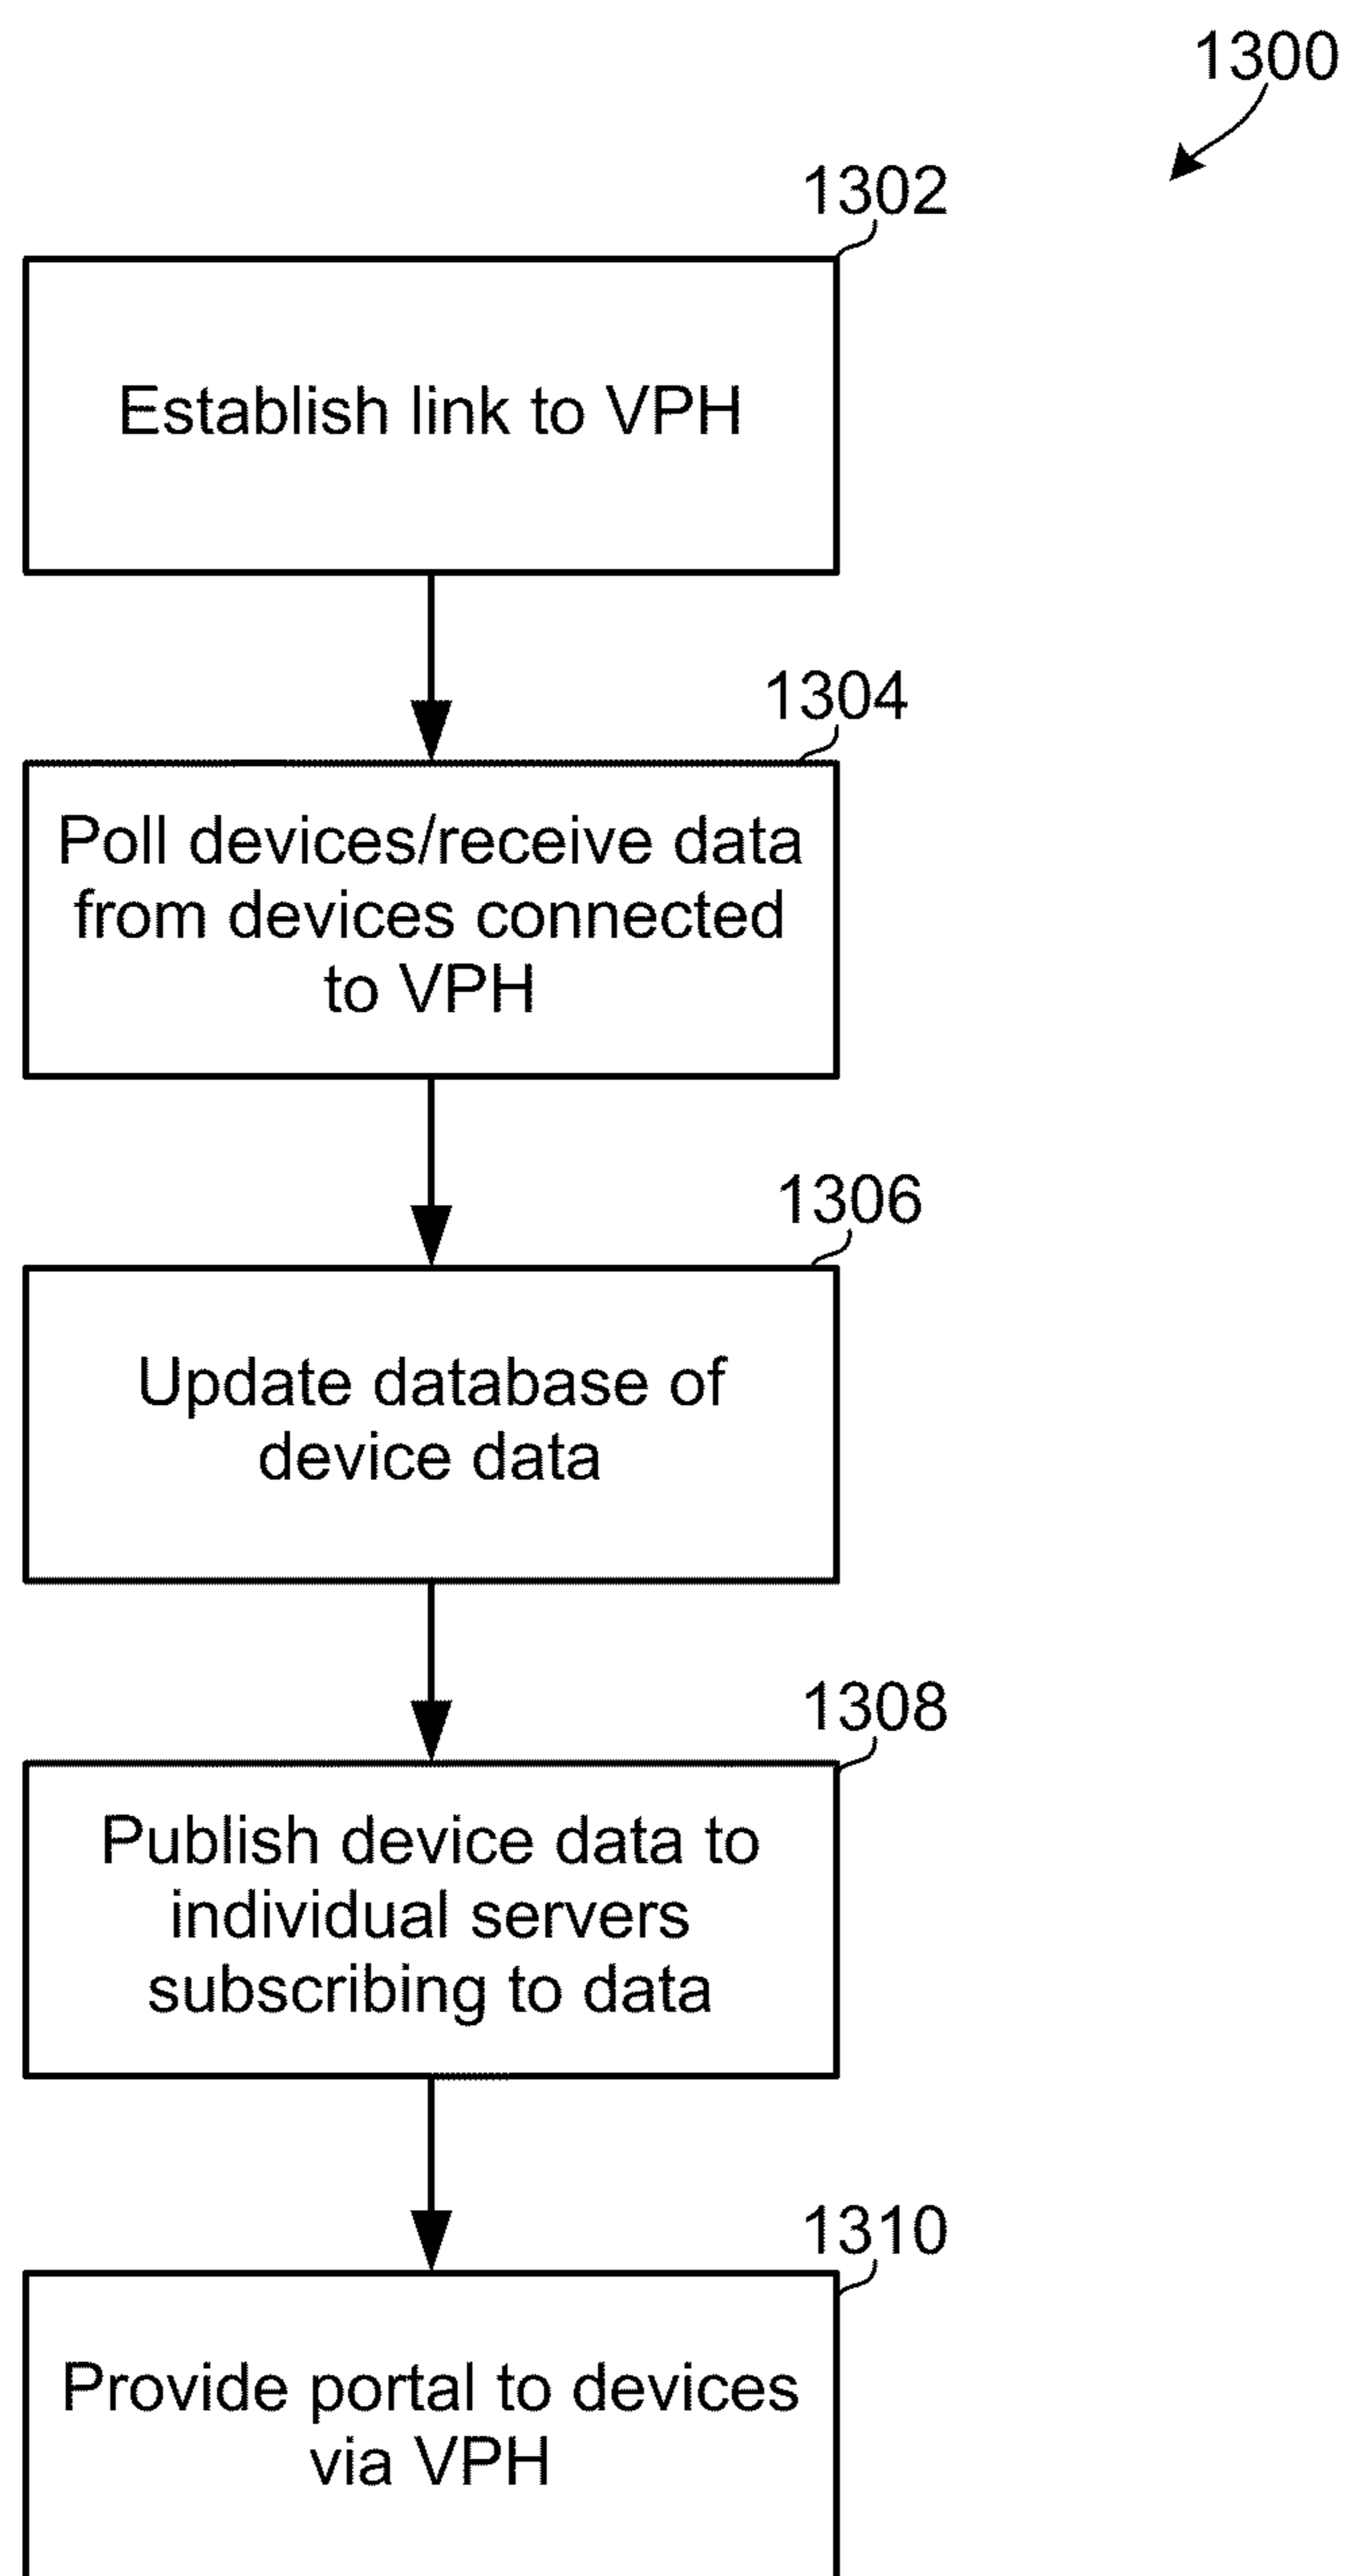 1300
1302
Establish link to VPH
1304
Poll devices/receive data
from devices connected
to VPH
1306
Update database of
device data
1308
Publish device data to
individual servers
subscribing to data
1310
Provide portal to devices
via VPH